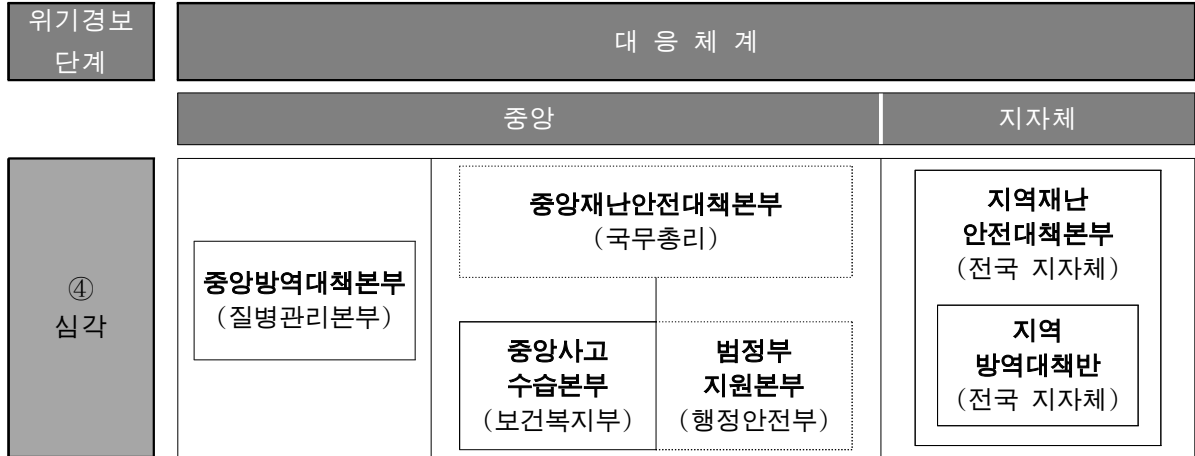 위기경보
단계
대 응 체 계
중앙
지자체
④
심각
중앙방역대책본부
(질병관리본부)
중앙재난안전대책본부
(국무총리)
중앙사고
수습본부
(보건복지부)
범정부
지원본부
(행정안전부)
지역재난
안전대책본부
(전국 지자체)
지역
방역대책반
(전국 지자체)